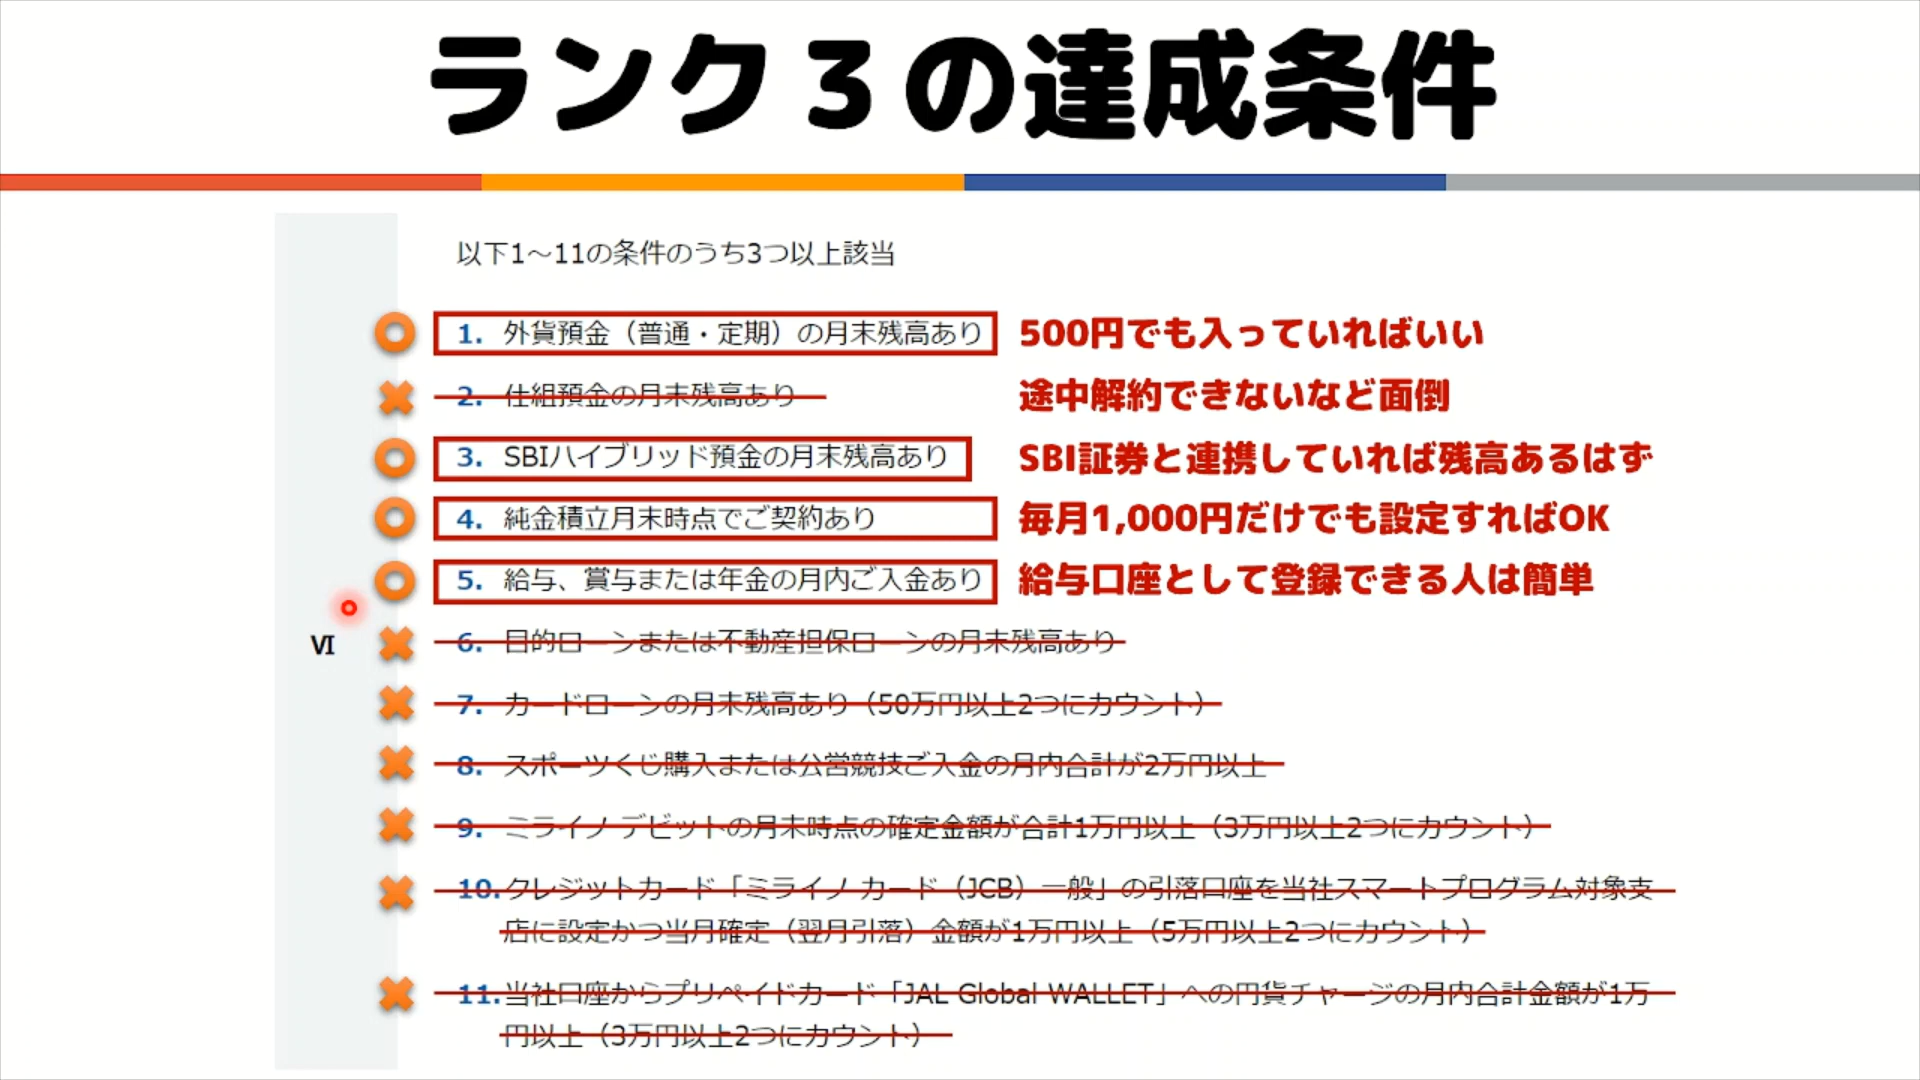 ランク３の達成条件
以下1～11の条件のうち3つ以上該当
1. 外貨預金（普通・定期）の月末残高あり 500円でも入っていればいい
2. 仕組預金の月末残高あり 途中解約できないなど面倒
3. SBIハイブリッド預金の月末残高あり SBI証券と連携していれば残高あるはず
4. 純金積立月末時点でご契約あり 毎月1,000円だけでも設定すればOK
5. 給与、賞与または年金の月内ご入金あり 給与口座として登録できる人は簡単
VI
6. 目的ローンまたは不動産担保ローンの月末残高あり
7. カードローンの月末残高あり（50万円以上2つにカウント）
8. スポーツくじ購入または公営競技ご入金の月内合計が2万円以上
9. ミライノ デビットの月末時点の確定金額が合計1万円以上（3万円以上2つにカウント）
10. クレジットカード「ミライノ カード（JCB）一般」の引落口座を当社スマートプログラム対象支
店に設定かつ当月確定（翌月引落）金額が1万円以上（5万円以上2つにカウント）
11. 当社口座からプリペイドカード「JAL Global WALLET」への円貨チャージの月内合計金額が1万
円以上（3万円以上2つにカウント）